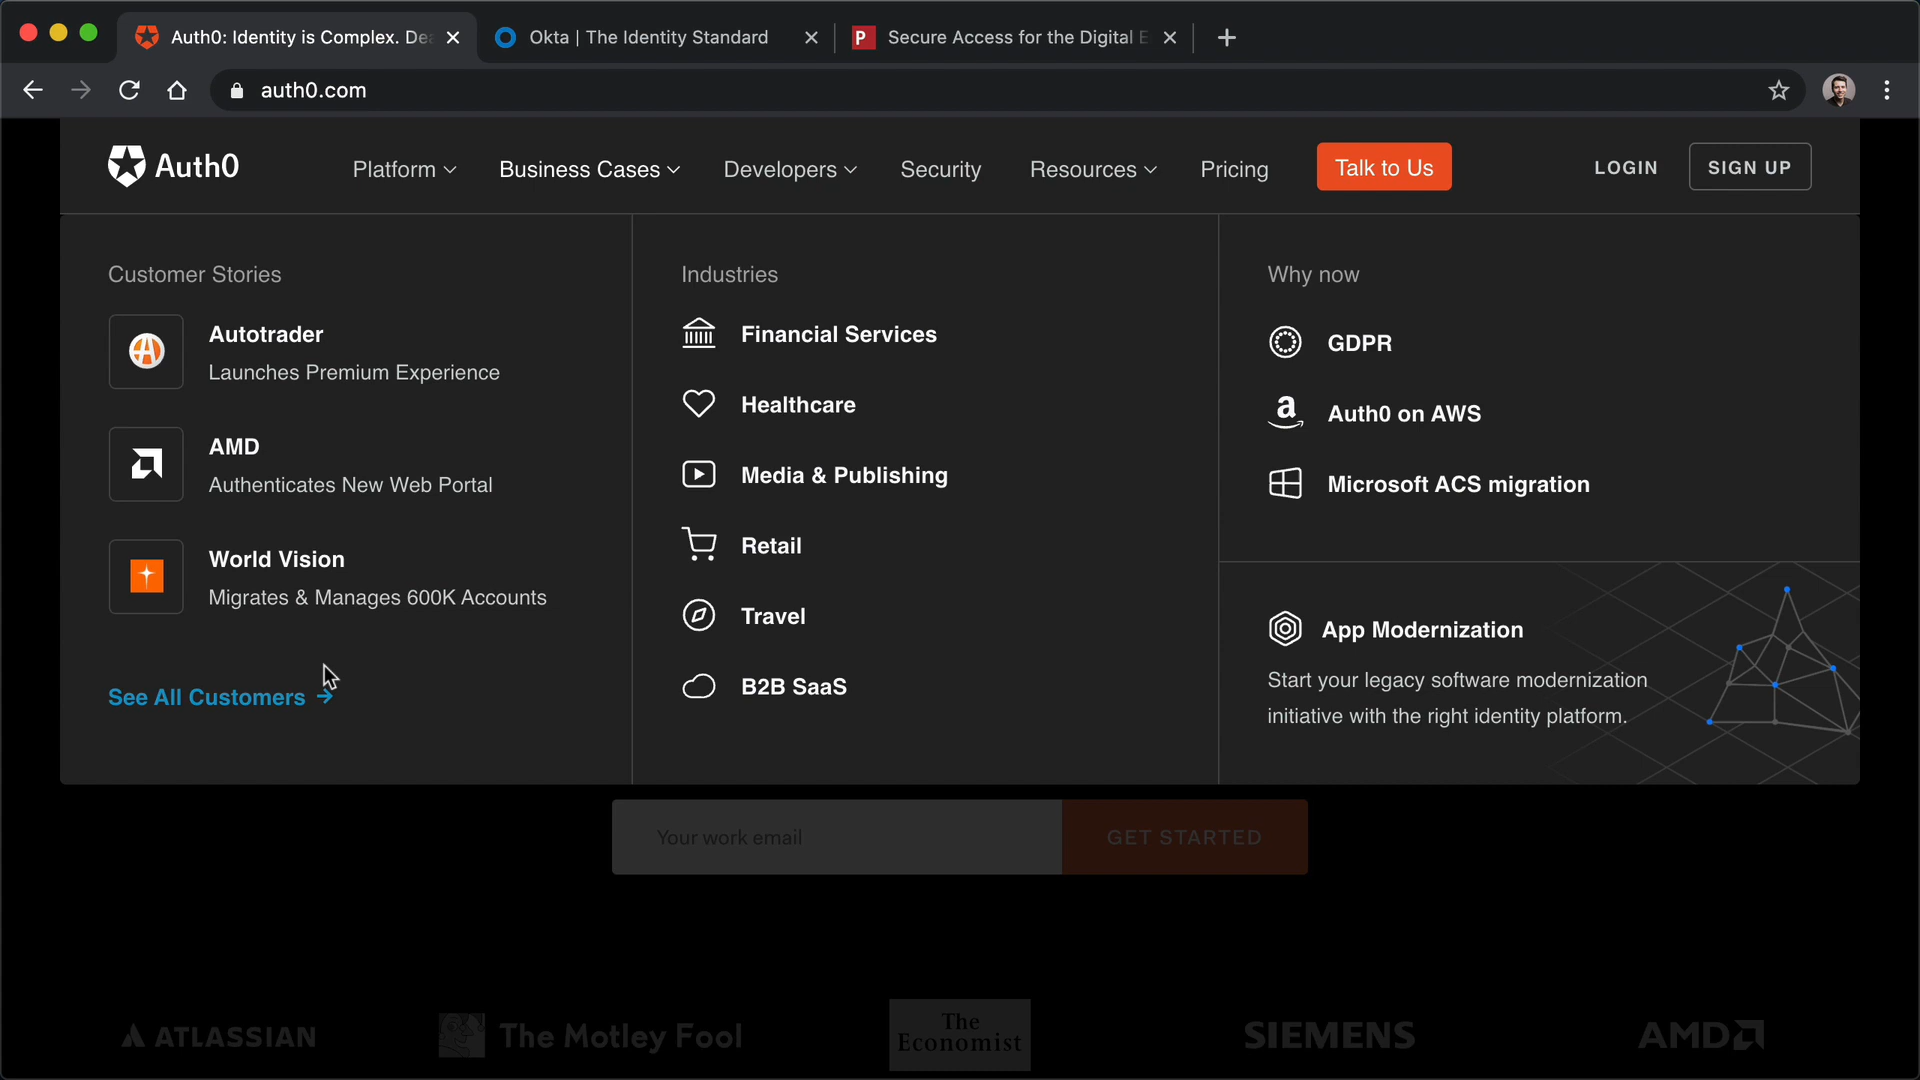 Auth0: Identity is Complex. De
Okta | The Identity Standard
Secure Access for the Digital E
auth0.com
Auth0
Platform
Business Cases
Developers
Security
Resources
Pricing
Talk to Us
LOGIN
SIGN UP
Customer Stories
Autotrader
Launches Premium Experience
AMD
Authenticates New Web Portal
World Vision
Migrates & Manages 600K Accounts
See All Customers →
Industries
Financial Services
Healthcare
Media & Publishing
Retail
Travel
B2B SaaS
Why now
GDPR
Auth0 on AWS
Microsoft ACS migration
App Modernization
Start your legacy software modernization
initiative with the right identity platform.
Your work email
GET STARTED
ATLASSIAN
The Motley Fool
The
Economist
SIEMENS
AMD